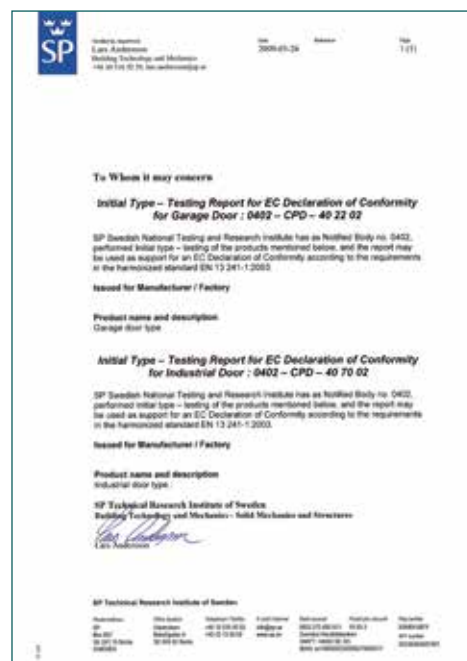 SP
Lars Andersson
Building Technology and Mechanics
Date
Page
1 (1)
To Whom it may concern
Initial Type – Testing Report for EC Declaration of Conformity
for Garage Door : 0402 – CPD – 40 22 02
SP Swedish National Testing and Research Institute has as Notified Body no. 0402,
performed initial type – testing of the products mentioned below, and the report may
be used as support for an EC Declaration of Conformity according to the requirements
in the harmonized standard EN 13 241-1:2003.
Issued for Manufacturer / Factory
Product name and description
Garage door type
Initial Type – Testing Report for EC Declaration of Conformity
for Industrial Door : 0402 – CPD – 40 70 02
SP Swedish National Testing and Research Institute has as Notified Body no. 0402,
performed initial type – testing of the products mentioned below, and the report may
be used as support for an EC Declaration of Conformity according to the requirements
in the harmonized standard EN 13 241-1:2003.
Issued for Manufacturer / Factory
Product name and description
Industrial door type
SP Technical Research Institute of Sweden
Building Technology and Mechanics - Solid Mechanics and Structures
Lars Andersson
SP Technical Research Institute of Sweden